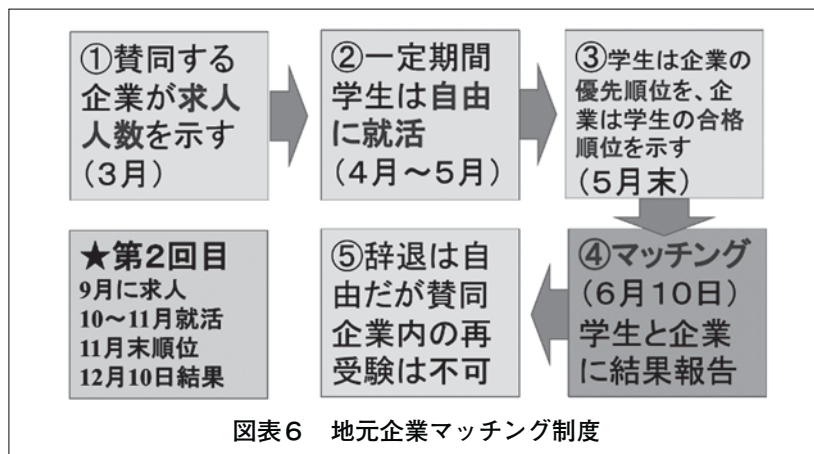 ①賛同する
企業が求人
人数を示す
(3月)
②一定期間
学生は自由
に就活
(4月〜5月)
③学生は企業の
優先順位を、企
業は学生の合格
順位を示す
(5月末)
④マッチング
(6月10日)
学生と企業
に結果報告
⑤辞退は自
由だが賛同
企業内の再
受験は不可
★第2回目
9月に求人
10〜11月就活
11月末順位
12月10日結果
図表6 地元企業マッチング制度